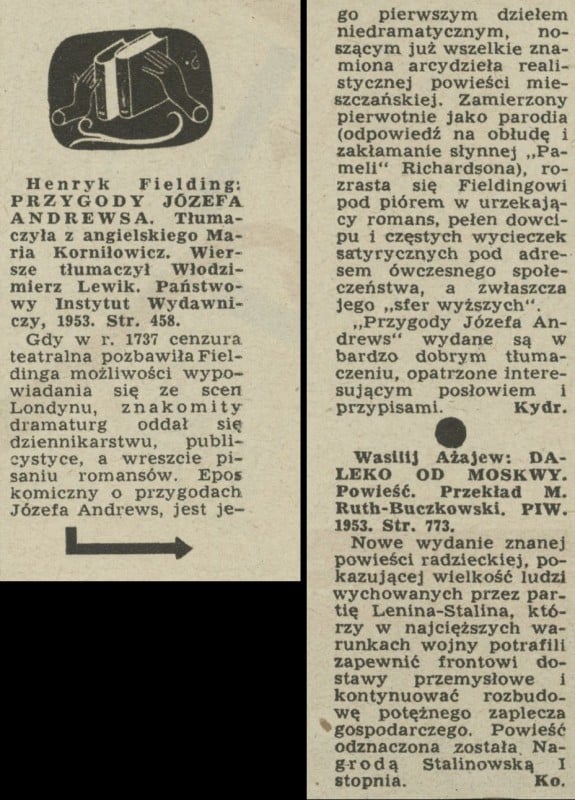 Henryk Fielding:
PRZYGODY JÓZEFA
ANDREWSA. Tłuma-
czyła z angielskiego Ma-
ria Korniłowicz. Wier-
sze tłumaczył Włodzi-
mierz Lewik. Państwo-
wy Instytut Wydawni-
czy, 1953. Str. 458.
Gdy w r. 1737 cenzura
teatralna pozbawiła Fiel-
dinga możliwości wypo-
wiadania się ze scen
Londynu, znakomity
dramaturg oddał się
dziennikarstwu, publi-
cystyce, a wreszcie pi-
saniu romansów. Epos
komiczny o przygodach
Józefa Andrews, jest je-
go pierwszym dziełem
niedramatycznym, no-
szącym już wszelkie zna-
miona arcydzieła reali-
stycznej powieści mie-
szczańskiej. Zamierzony
pierwotnie jako parodia
(odpowiedź na obłudę i
zakłamanie słynnej „Pa-
meli" Richardsona), ro-
zrasta się Fieldingowi
pod piórem w urzekają-
cy romans, pełen dowci-
pu i częstych wycieczek
satyrycznych pod adre-
sem ówczesnego społe-
czeństwa, a zwłaszcza
jego „sfer wyższych".
„Przygody Józefa An-
drews" wydane są w
bardzo dobrym tłuma-
czeniu, opatrzone intere-
sującym posłowiem i
przypisami. Kydr.
Wasilij Ażajew: DA-
LEKO OD MOSKWY.
Powieść. Przekład M.
Ruth-Buczkowski. PIW.
1953. Str. 773.
Nowe wydanie znanej
powieści radzieckiej, po-
kazującej wielkość ludzi
wychowanych przez par-
tię Lenina-Stalina, któ-
rzy w najcięższych wa-
runkach wojny potrafili
zapewnić frontowi do-
stawy przemysłowe i
kontynuować rozbudo-
wę potężnego zaplecza
gospodarczego. Powieść
odznaczona została Na-
grodą Stalinowską I
stopnia. Ko.